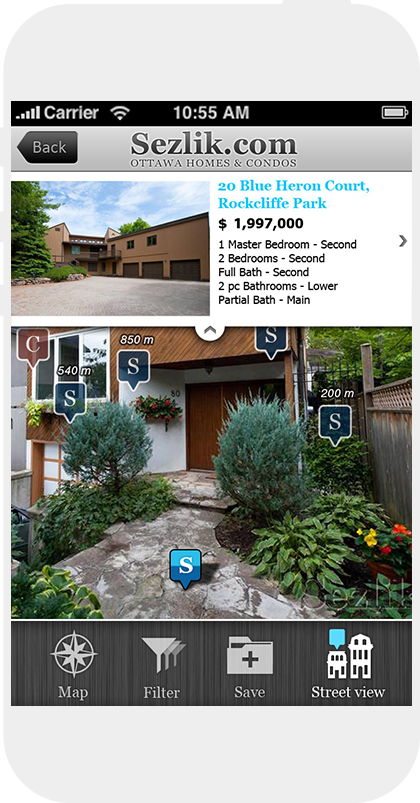 Carrier 10:55 AM
Back
Sezlik.com
OTTAWA HOMES & CONDOS
20 Blue Heron Court,
Rockcliffe Park
$ 1,997,000
1 Master Bedroom - Second
2 Bedrooms - Second
Full Bath - Second
2 pc Bathrooms - Lower
Partial Bath - Main
C
850 m
S
S
540 m
S
200 m
S
80
S
Sezlik
Map
Filter
Save
Street view